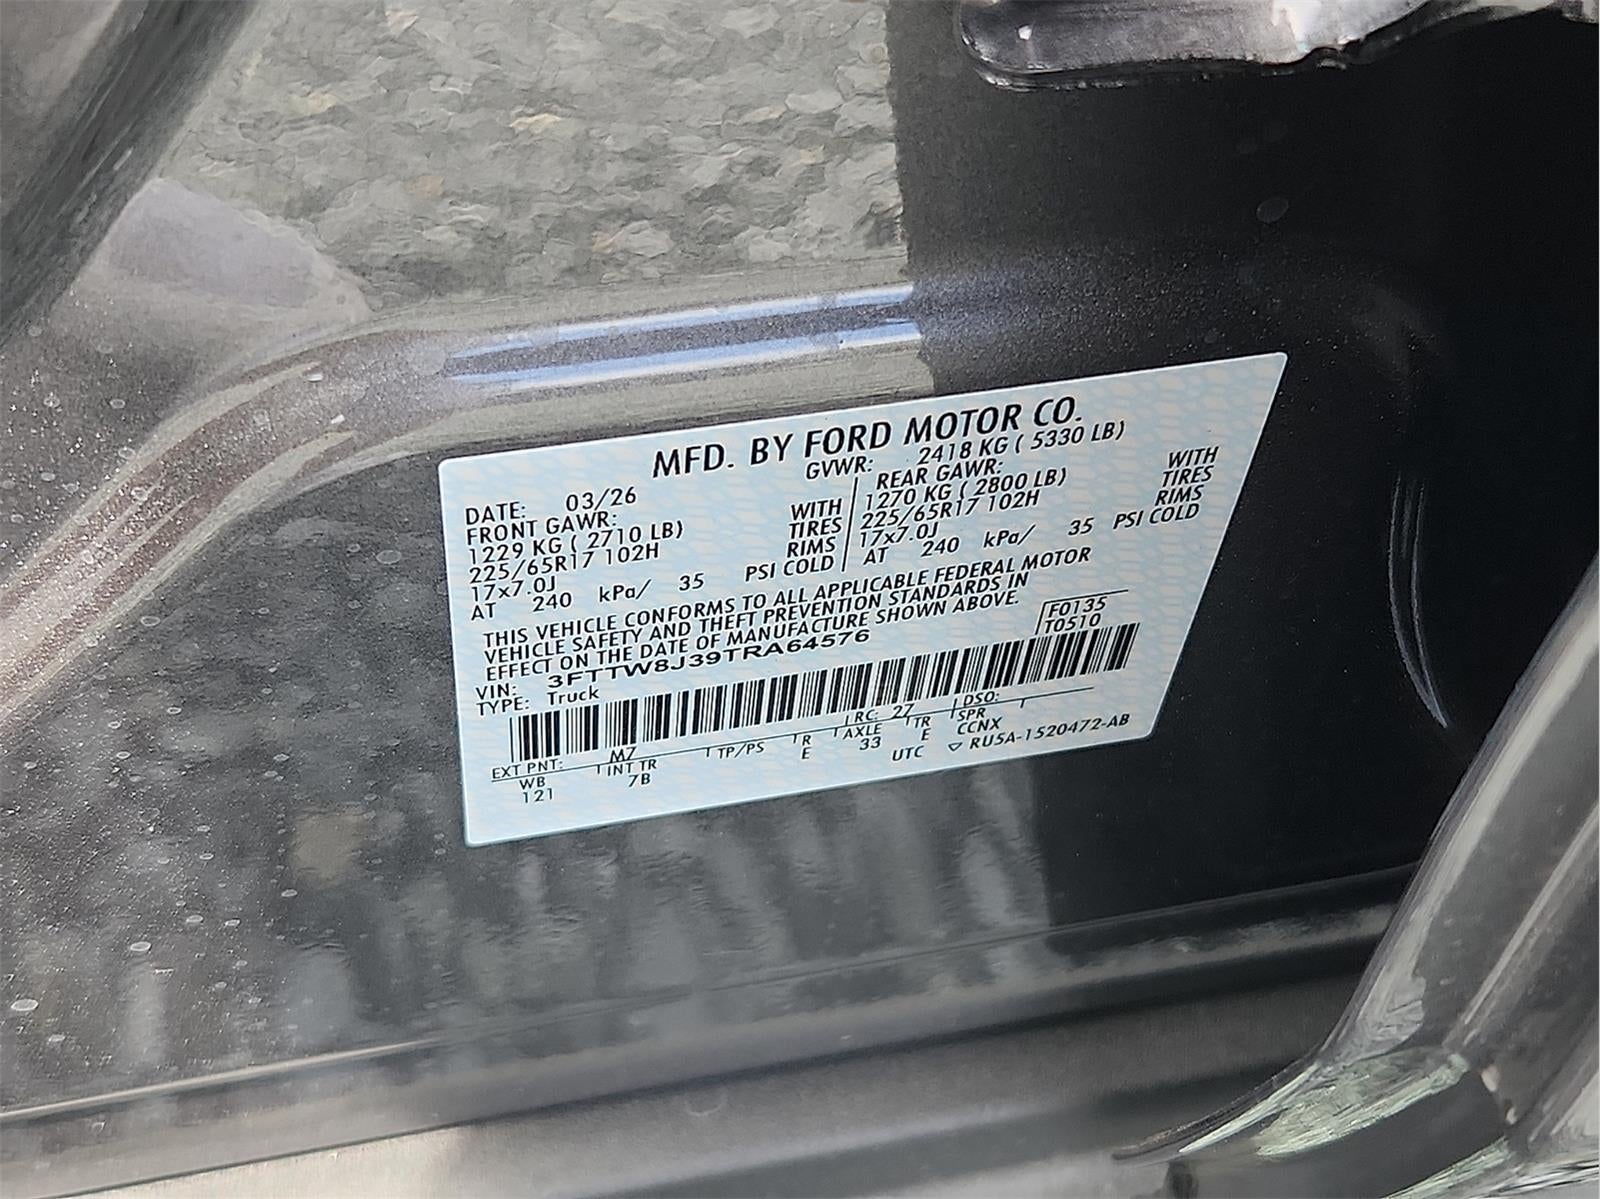 MFD. BY FORD MOTOR CO.
DATE: 03/26 GVWR: 2418 KG ( 5330 LB)
FRONT GAWR: REAR GAWR:
1229 KG ( 2710 LB) WITH 1270 KG ( 2800 LB) WITH
225/65R17 102H TIRES 225/65R17 102H TIRES
17x7.0J RIMS 17x7.0J RIMS
AT 240 kPa/ 35 PSI COLD AT 240 kPa/ 35 PSI COLD
THIS VEHICLE CONFORMS TO ALL APPLICABLE FEDERAL MOTOR
VEHICLE SAFETY AND THEFT PREVENTION STANDARDS IN
EFFECT ON THE DATE OF MANUFACTURE SHOWN ABOVE.
VIN: 3FTTW8J39TRA64576 F0135
TYPE: Truck T0510
EXT PNT: M7 RC: 27 DSO:
WB INT TR TP/PS R AXLE TR SPR
121 7B E 33 E CCNX
UTC RU5A-1520472-AB